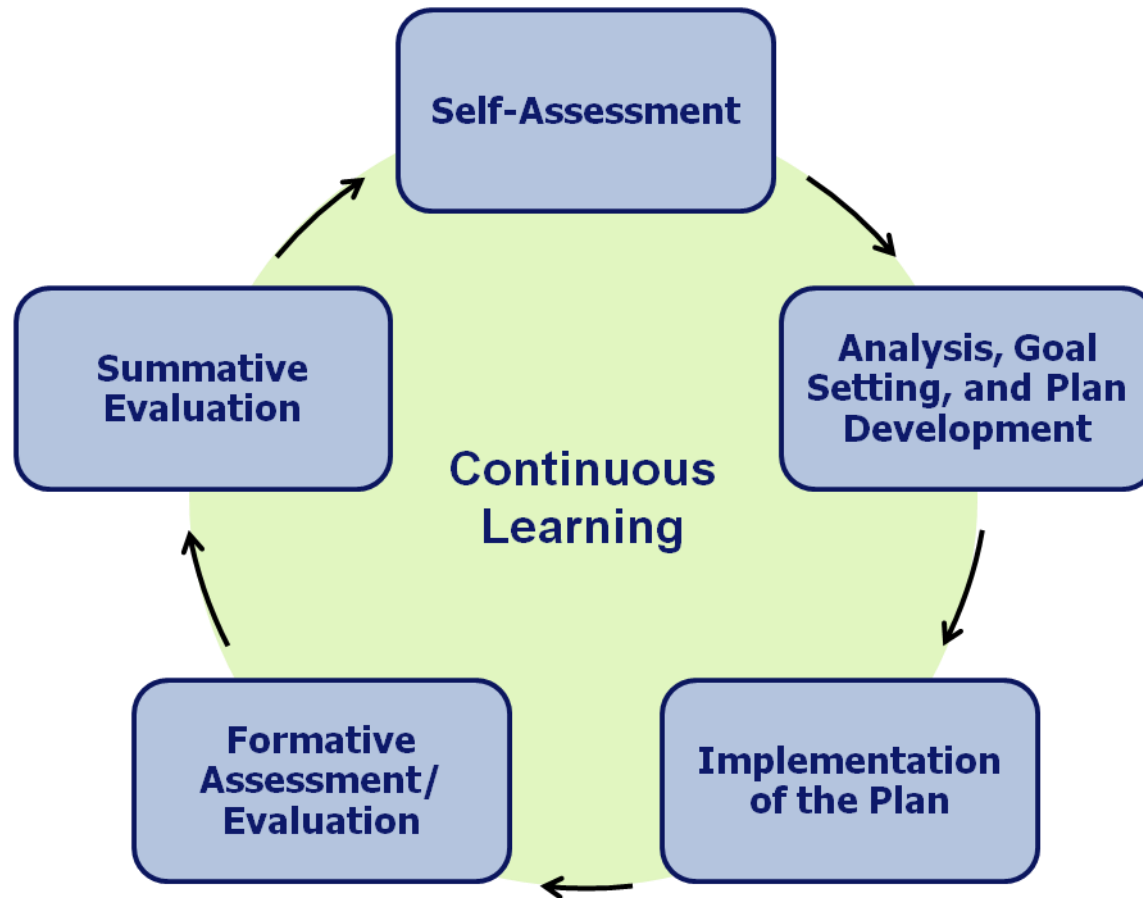 Self-Assessment
Analysis, Goal
Setting, and Plan
Development
Implementation
of the Plan
Formative
Assessment/
Evaluation
Summative
Evaluation
Continuous
Learning